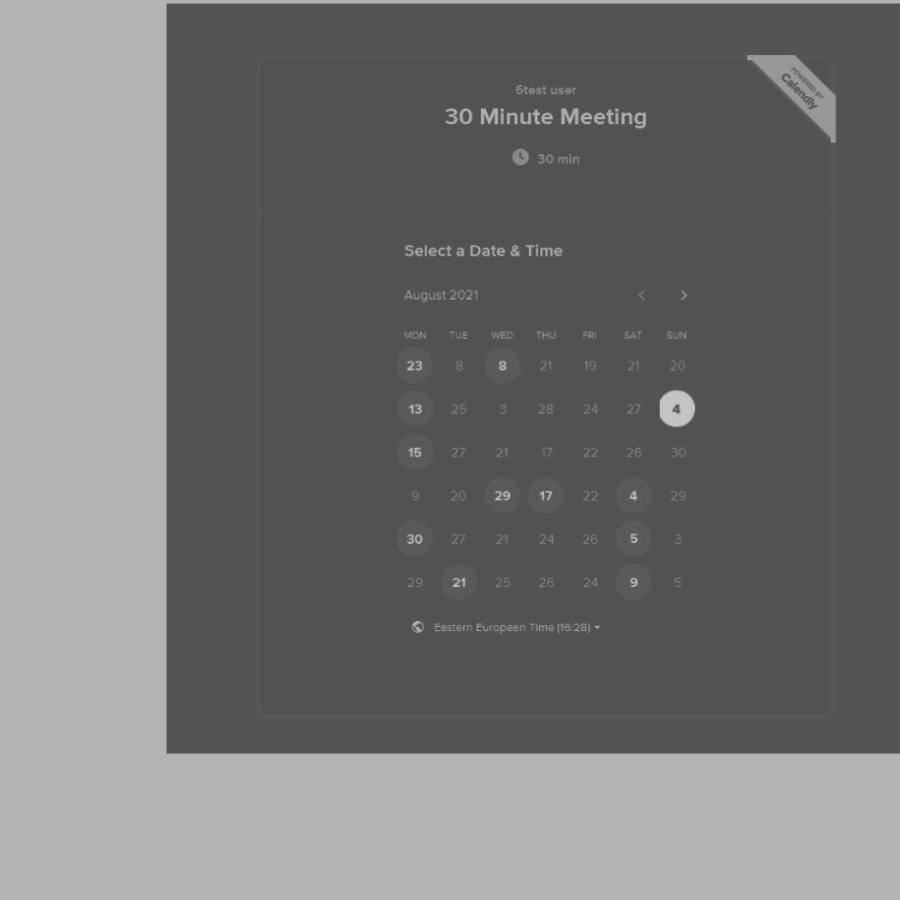 POWERED BY
Calendly
6test user
30 Minute Meeting
30 min
Select a Date & Time
August 2021
MON TUE WED THU FRI SAT SUN
23 8 8 21 19 21 20
13 25 3 28 24 27 4
15 27 21 17 22 26 30
9 20 29 17 22 4 29
30 27 21 24 26 5 3
29 21 25 26 24 9 5
Eastern European Time (16:28)